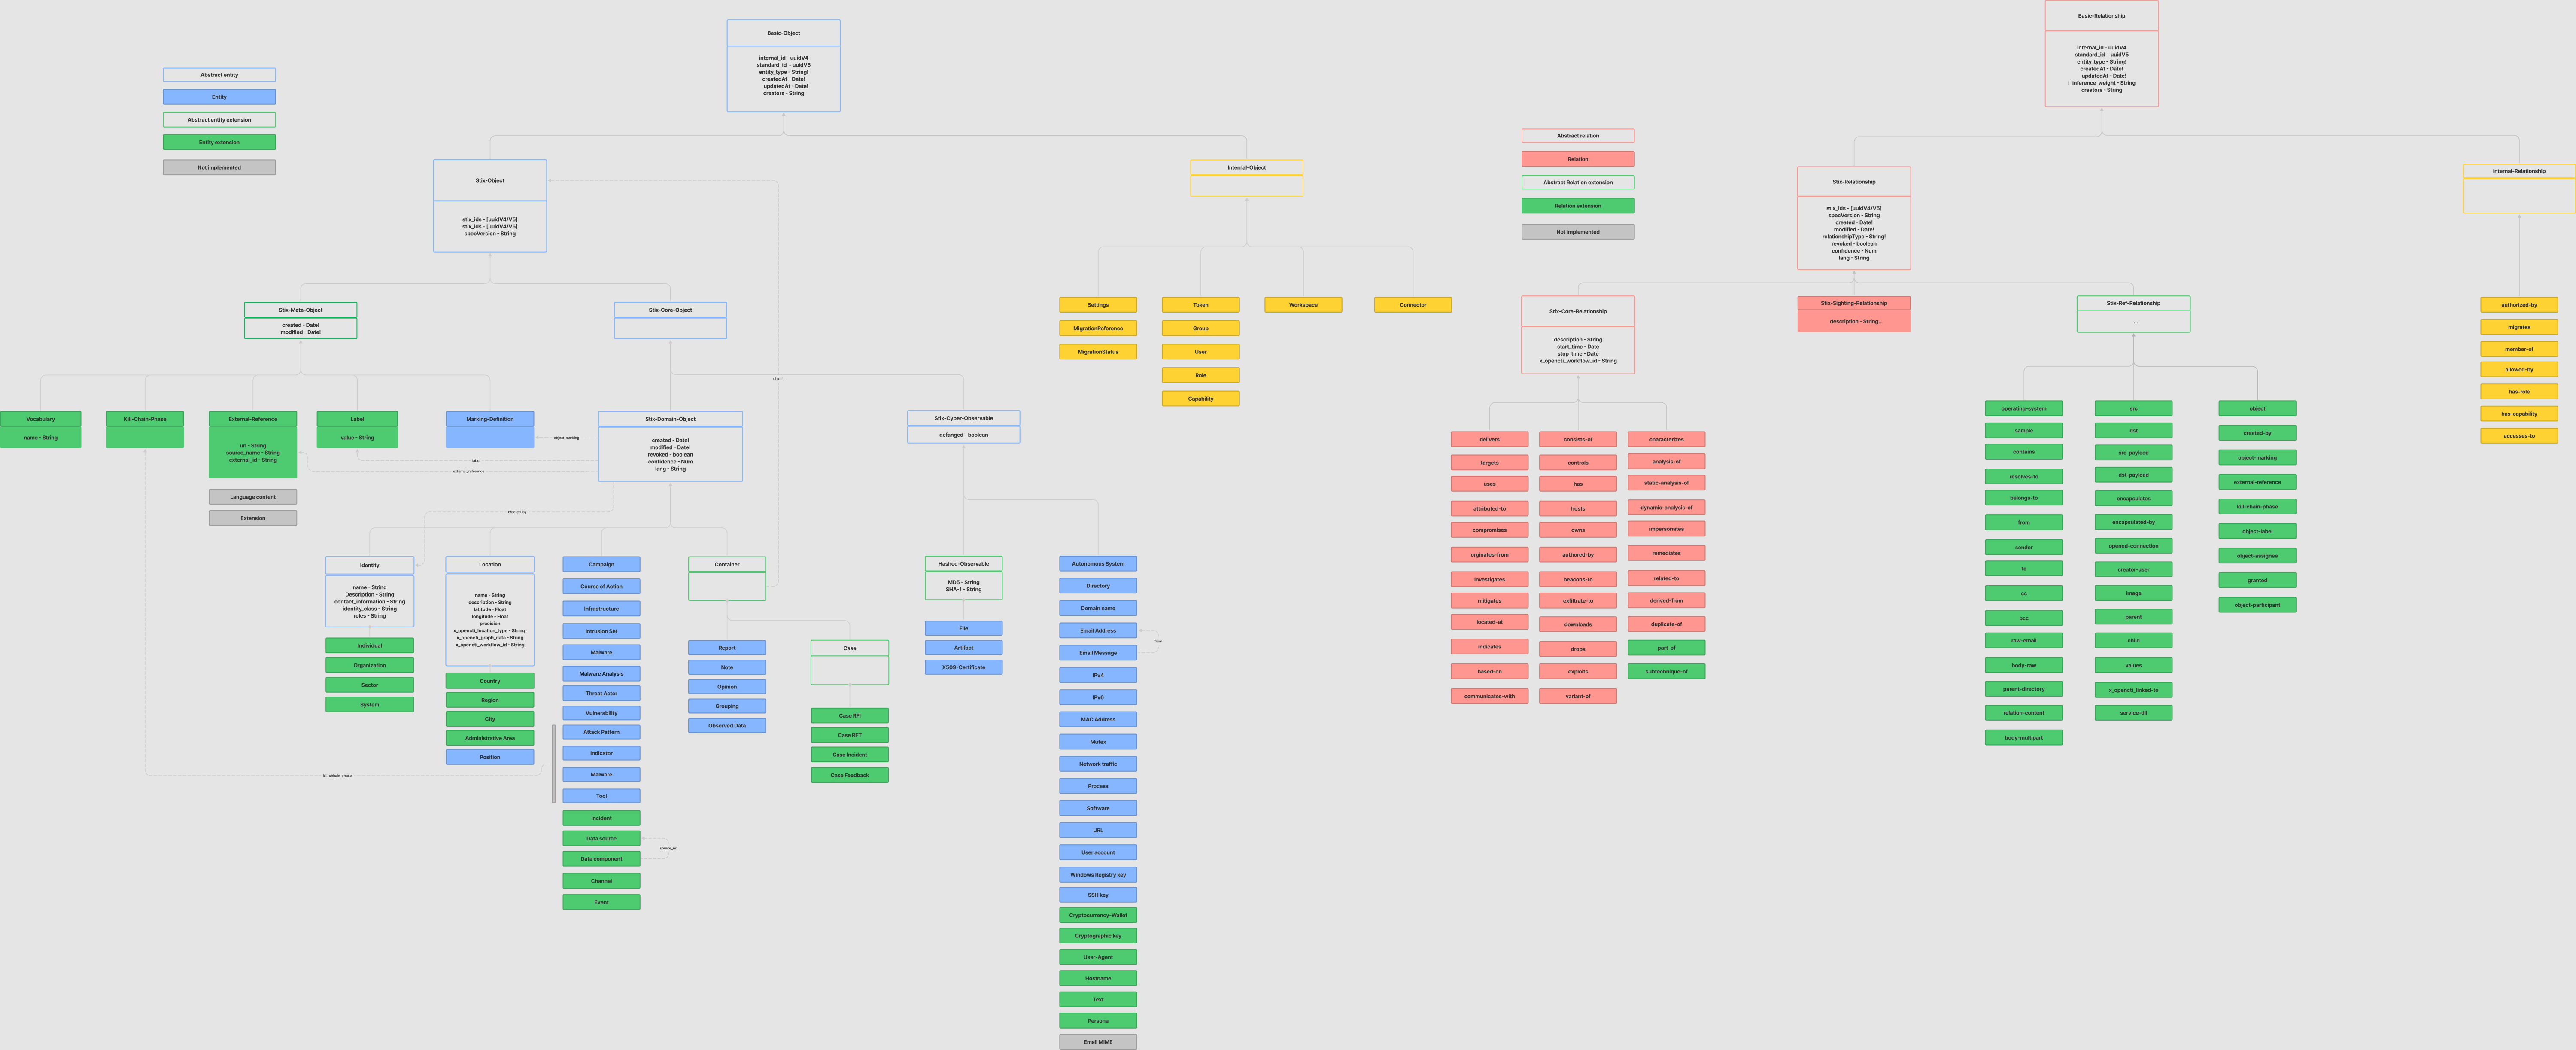 Basic-Object
internal_id - uuidV4
standard_id - uuidV5
entity_type - String!
createdAt - Date!
updatedAt - Date!
creators - String
Abstract entity
Entity
Abstract entity extension
Entity extension
Not implemented
Stix-Object
stix_ids - [uuidV4/V5]
stix_ids - [uuidV4/V5]
specVersion - String
Internal-Object
Settings
MigrationReference
MigrationStatus
Token
Group
User
Role
Capability
Workspace
Connector
Stix-Meta-Object
created - Date!
modified - Date!
Stix-Core-Object
object
Vocabulary
name - String
Kill-Chain-Phase
External-Reference
url - String
source_name - String
external_id - String
Language content
Extension
Label
value - String
Marking-Definition
object-marking
label
external_inference
created-by
Stix-Domain-Object
created - Date!
modified - Date!
revoked - boolean
confidence - Num
lang - String
Stix-Cyber-Observable
defanged - boolean
Identity
name - String
Description - String
contact_information - String
identity_class - String
roles - String
Individual
Organization
Sector
System
Location
name - String
description - String
latitude - Float
longitude - Float
precision
x_opencti_location_type - String!
x_opencti_graph_data - String
x_opencti_workflow_id - String
Country
Region
City
Administrative Area
Position
kill-chhain-phase
Campaign
Course of Action
Infrastructure
Intrusion Set
Malware
Malware Analysis
Threat Actor
Vulnerability
Attack Pattern
Indicator
Malware
Tool
Incident
Data source
Data component
source_ref
Channel
Event
Container
Report
Note
Opinion
Grouping
Observed Data
Case
Case RFI
Case RFT
Case Incident
Case Feedback
Hashed-Observable
MD5 - String
SHA-1 - String
File
Artifact
X509-Certificate
Autonomous System
Directory
Domain name
Email Address
Email Message
from
IPv4
IPv6
MAC Address
Mutex
Network traffic
Process
Software
URL
User account
Windows Registry key
SSH key
Cryptocurrency-Wallet
Cryptographic key
User-Agent
Hostname
Text
Persona
Email MIME
Basic-Relationship
internal_id - uuidV4
standard_id - uuidV5
entity_type - String!
createdAt - Date!
updatedAt - Date!
i_inference_weight - String
creators - String
Abstract relation
Relation
Abstract Relation extension
Relation extension
Not implemented
Stix-Relationship
stix_ids - [uuidV4/V5]
specVersion - String
created - Date!
modified - Date!
relationshipType - String!
revoked - boolean
confidence - Num
lang - String
Internal-Relationship
authorized-by
migrates
member-of
allowed-by
has-role
has-capability
accesses-to
Stix-Core-Relationship
description - String
start_time - Date
stop_time - Date
x_opencti_workflow_id - String
Stix-Sighting-Relationship
description - String...
Stix-Ref-Relationship
...
delivers
targets
uses
attributed-to
compromises
orginates-from
investigates
mitigates
located-at
indicates
based-on
communicates-with
consists-of
controls
has
hosts
owns
authored-by
beacons-to
exfiltrate-to
downloads
drops
exploits
variant-of
characterizes
analysis-of
static-analysis-of
dynamic-analysis-of
impersonates
remediates
related-to
derived-from
duplicate-of
part-of
subtechnique-of
operating-system
sample
contains
resolves-to
belongs-to
from
sender
to
cc
bcc
raw-email
body-raw
parent-directory
relation-content
body-multipart
src
dst
src-payload
dst-payload
encapsulates
encapsulated-by
opened-connection
creator-user
image
parent
child
values
x_opencti_linked-to
service-dll
object
created-by
object-marking
external-reference
kill-chain-phase
object-label
object-assignee
granted
object-participant